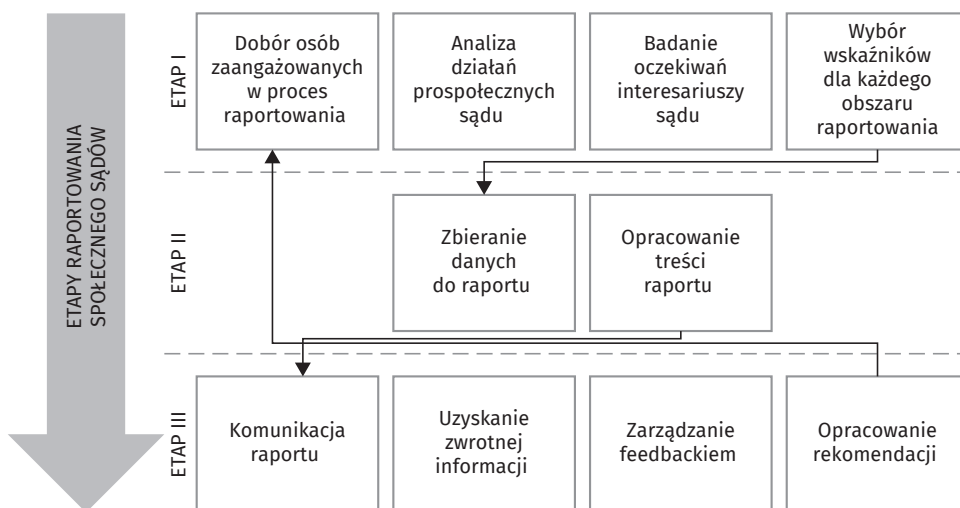 ETAPY RAPORTOWANIA
SPOŁECZNEGO SĄDÓW
ETAP I
Dobór osób
zaangażowanych
w proces
raportowania
Analiza
działań
prospołecznych
sądu
Badanie
oczekiwań
interesariuszy
sądu
Wybór
wskaźników
dla każdego
obszaru
raportowania
ETAP II
Zbieranie
danych
do raportu
Opracowanie
treści
raportu
ETAP III
Komunikacja
raportu
Uzyskanie
zwrotnej
informacji
Zarządzanie
feedbackiem
Opracowanie
rekomendacji